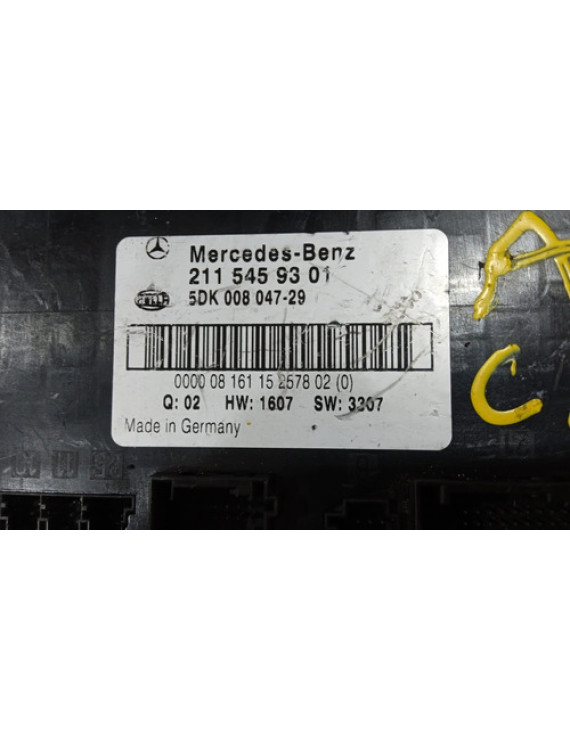 Mercedes-Benz
211 545 93 01
5DK 008 047-29
0000 08 161 15 2578 02 (0)
Q: 02 HW: 1607 SW: 3307
Made in Germany